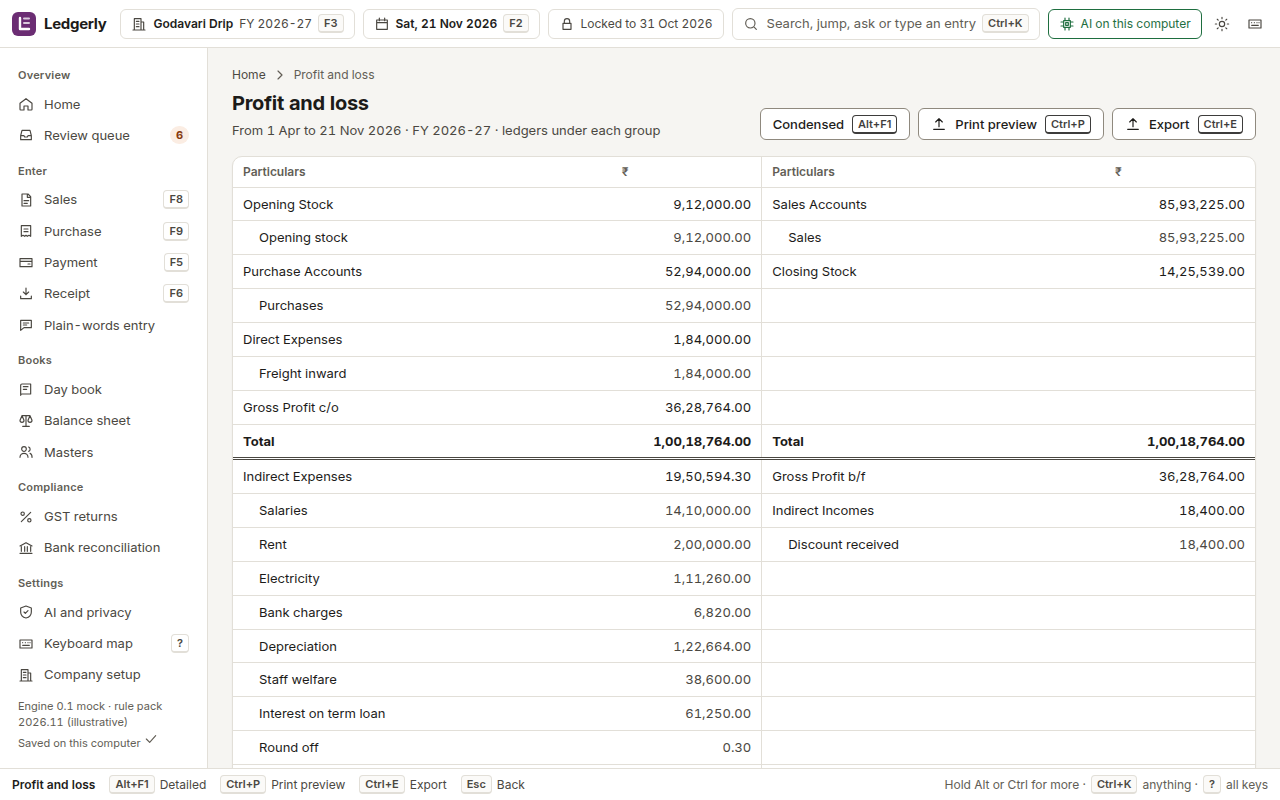 Ledgerly
Godavari Drip FY 2026-27 F3
Sat, 21 Nov 2026 F2
Locked to 31 Oct 2026
Search, jump, ask or type an entry Ctrl+K
AI on this computer
Overview
Home
Review queue 6
Enter
Sales F8
Purchase F9
Payment F5
Receipt F6
Plain-words entry
Books
Day book
Balance sheet
Masters
Compliance
GST returns
Bank reconciliation
Settings
AI and privacy
Keyboard map ?
Company setup
Engine 0.1 mock · rule pack
2026.11 (illustrative)
Saved on this computer
Home Profit and loss
Profit and loss
From 1 Apr to 21 Nov 2026 · FY 2026-27 · ledgers under each group
Condensed Alt+F1
Print preview Ctrl+P
Export Ctrl+E
Particulars ₹ Particulars ₹
Opening Stock 9,12,000.00 Sales Accounts 85,93,225.00
Opening stock 9,12,000.00 Sales 85,93,225.00
Purchase Accounts 52,94,000.00 Closing Stock 14,25,539.00
Purchases 52,94,000.00
Direct Expenses 1,84,000.00
Freight inward 1,84,000.00
Gross Profit c/o 36,28,764.00
Total 1,00,18,764.00 Total 1,00,18,764.00
Indirect Expenses 19,50,594.30 Gross Profit b/f 36,28,764.00
Salaries 14,10,000.00 Indirect Incomes 18,400.00
Rent 2,00,000.00 Discount received 18,400.00
Electricity 1,11,260.00
Bank charges 6,820.00
Depreciation 1,22,664.00
Staff welfare 38,600.00
Interest on term loan 61,250.00
Round off 0.30
Profit and loss Alt+F1 Detailed Ctrl+P Print preview Ctrl+E Export Esc Back
Hold Alt or Ctrl for more · Ctrl+K anything · ? all keys